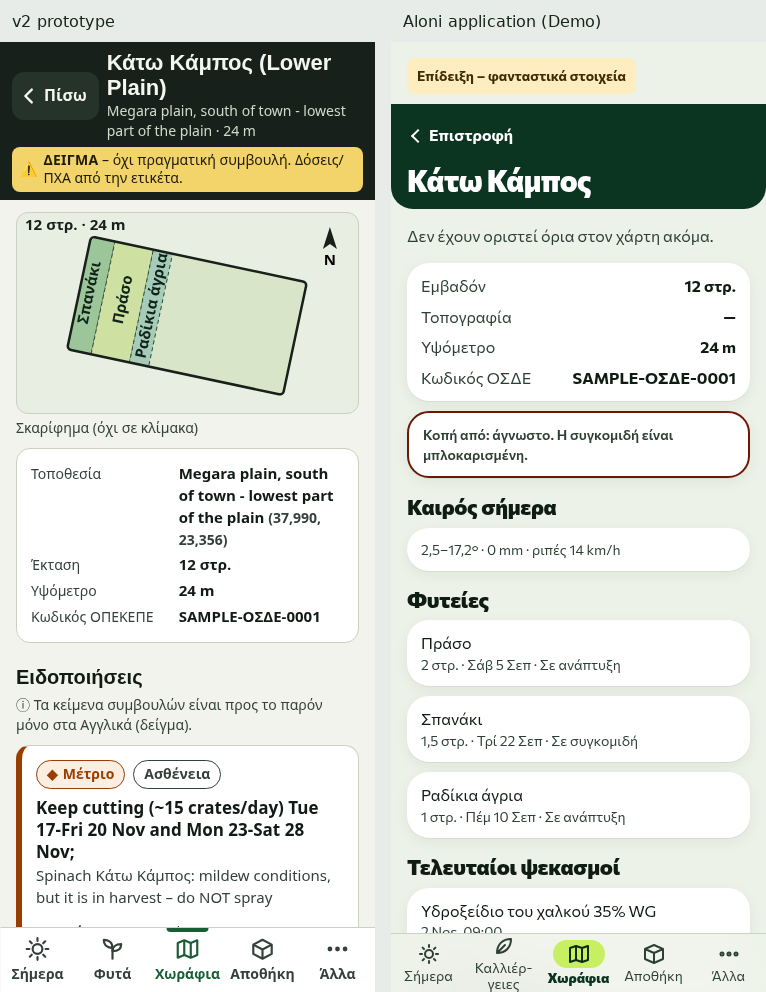 v2 prototype
Πίσω
Κάτω Κάμπος (Lower
Plain)
Megara plain, south of town - lowest
part of the plain · 24 m
⚠️ ΔΕΙΓΜΑ – όχι πραγματική συμβουλή. Δόσεις/
ΠΧΑ από την ετικέτα.
12 στρ. · 24 m
N
Σπανάκι
Πράσο
Ραδίκια άγρια
Σκαρίφημα (όχι σε κλίμακα)
Τοποθεσία Megara plain, south
of town - lowest part
of the plain (37,990,
23,356)
Έκταση 12 στρ.
Υψόμετρο 24 m
Κωδικός ΟΠΕΚΕΠΕ SAMPLE-ΟΣΔΕ-0001
Ειδοποιήσεις
ⓘ Τα κείμενα συμβουλών είναι προς το παρόν
μόνο στα Αγγλικά (δείγμα).
◆ Μέτριο Ασθένεια
Keep cutting (~15 crates/day) Tue
17-Fri 20 Nov and Mon 23-Sat 28
Nov;
Spinach Κάτω Κάμπος: mildew conditions,
but it is in harvest – do NOT spray
Σήμερα Φυτά Χωράφια Αποθήκη Άλλα
Aloni application (Demo)
Επίδειξη – φανταστικά στοιχεία
Επιστροφή
Κάτω Κάμπος
Δεν έχουν οριστεί όρια στον χάρτη ακόμα.
Εμβαδόν 12 στρ.
Τοπογραφία —
Υψόμετρο 24 m
Κωδικός ΟΣΔΕ SAMPLE-ΟΣΔΕ-0001
Κοπή από: άγνωστο. Η συγκομιδή είναι
μπλοκαρισμένη.
Καιρός σήμερα
2,5–17,2° · 0 mm · ριπές 14 km/h
Φυτείες
Πράσο
2 στρ. · Σάβ 5 Σεπ · Σε ανάπτυξη
Σπανάκι
1,5 στρ. · Τρί 22 Σεπ · Σε συγκομιδή
Ραδίκια άγρια
1 στρ. · Πέμ 10 Σεπ · Σε ανάπτυξη
Τελευταίοι ψεκασμοί
Υδροξείδιο του χαλκού 35% WG
2 Νοε, 09:00
Σήμερα Καλλιέρ-
γειες Χωράφια Αποθήκη Άλλα